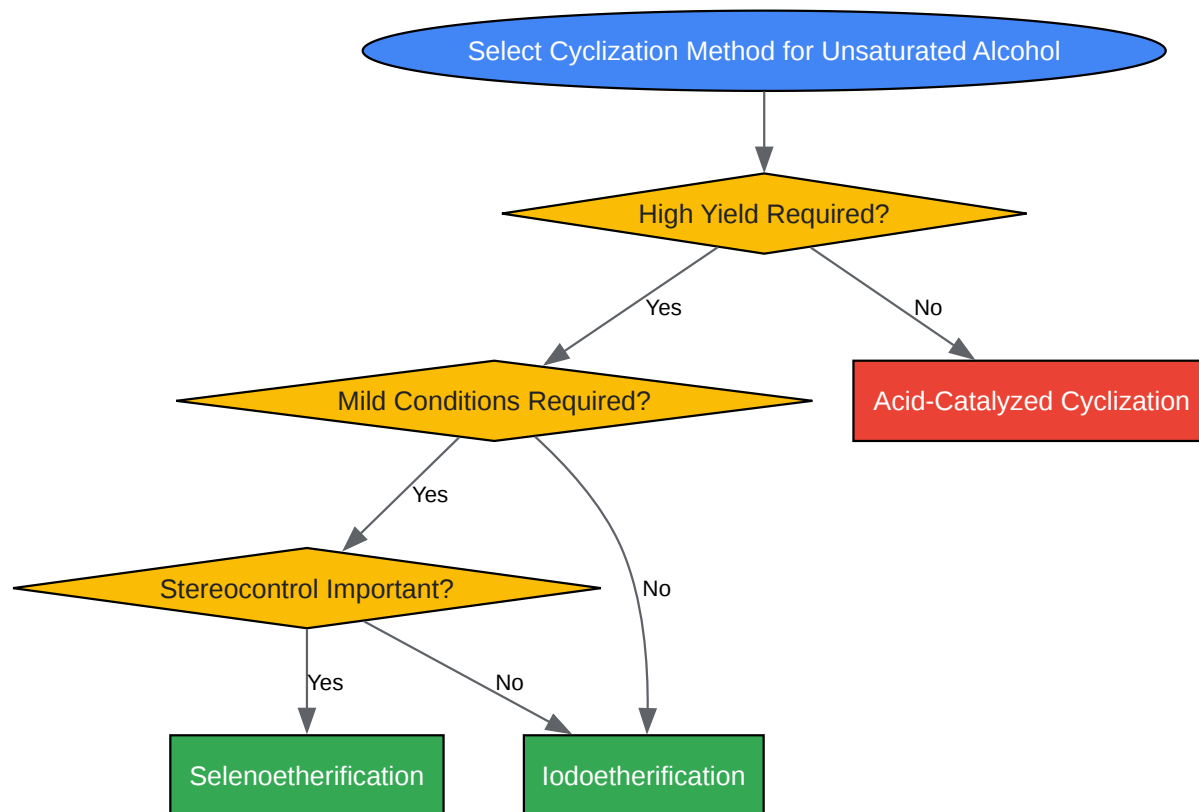 Select Cyclization Method for Unsaturated Alcohol
High Yield Required?
Yes
No
Mild Conditions Required?
Acid-Catalyzed Cyclization
Yes
Stereocontrol Important?
No
Yes
No
Selenoetherification
Iodoetherification